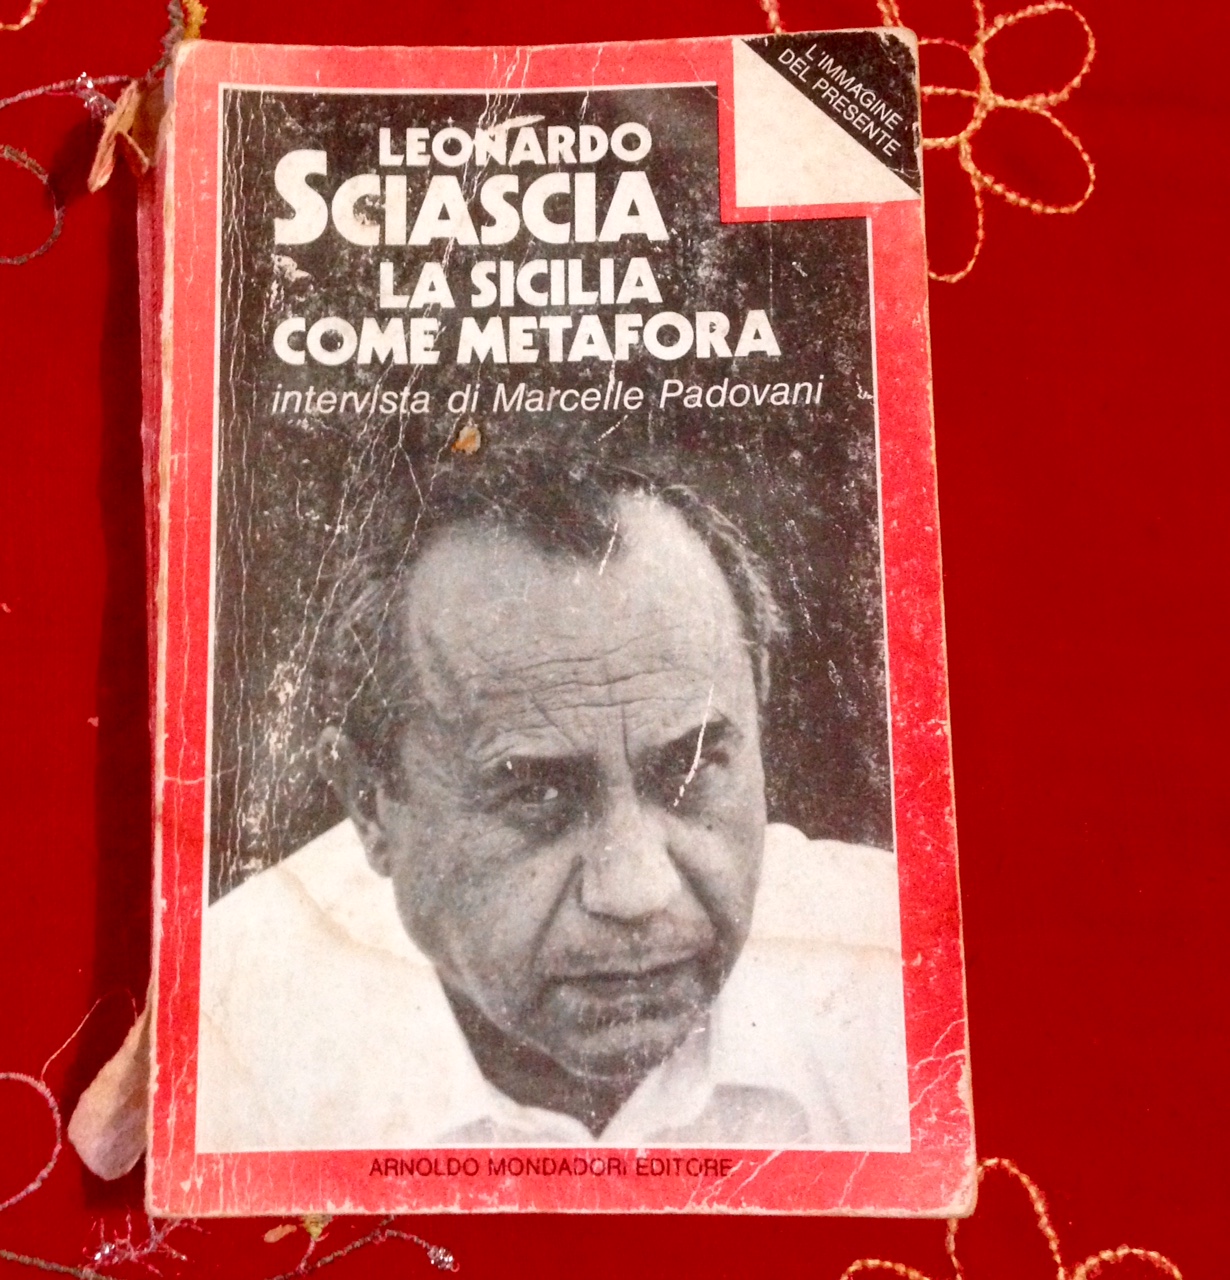 L'IMMAGINE
DEL PRESENTE
LEONARDO
SCIASCIA
LA SICILIA
COME METAFORA
intervista di Marcelle Padovani
ARNOLDO MONDADORI EDITORE